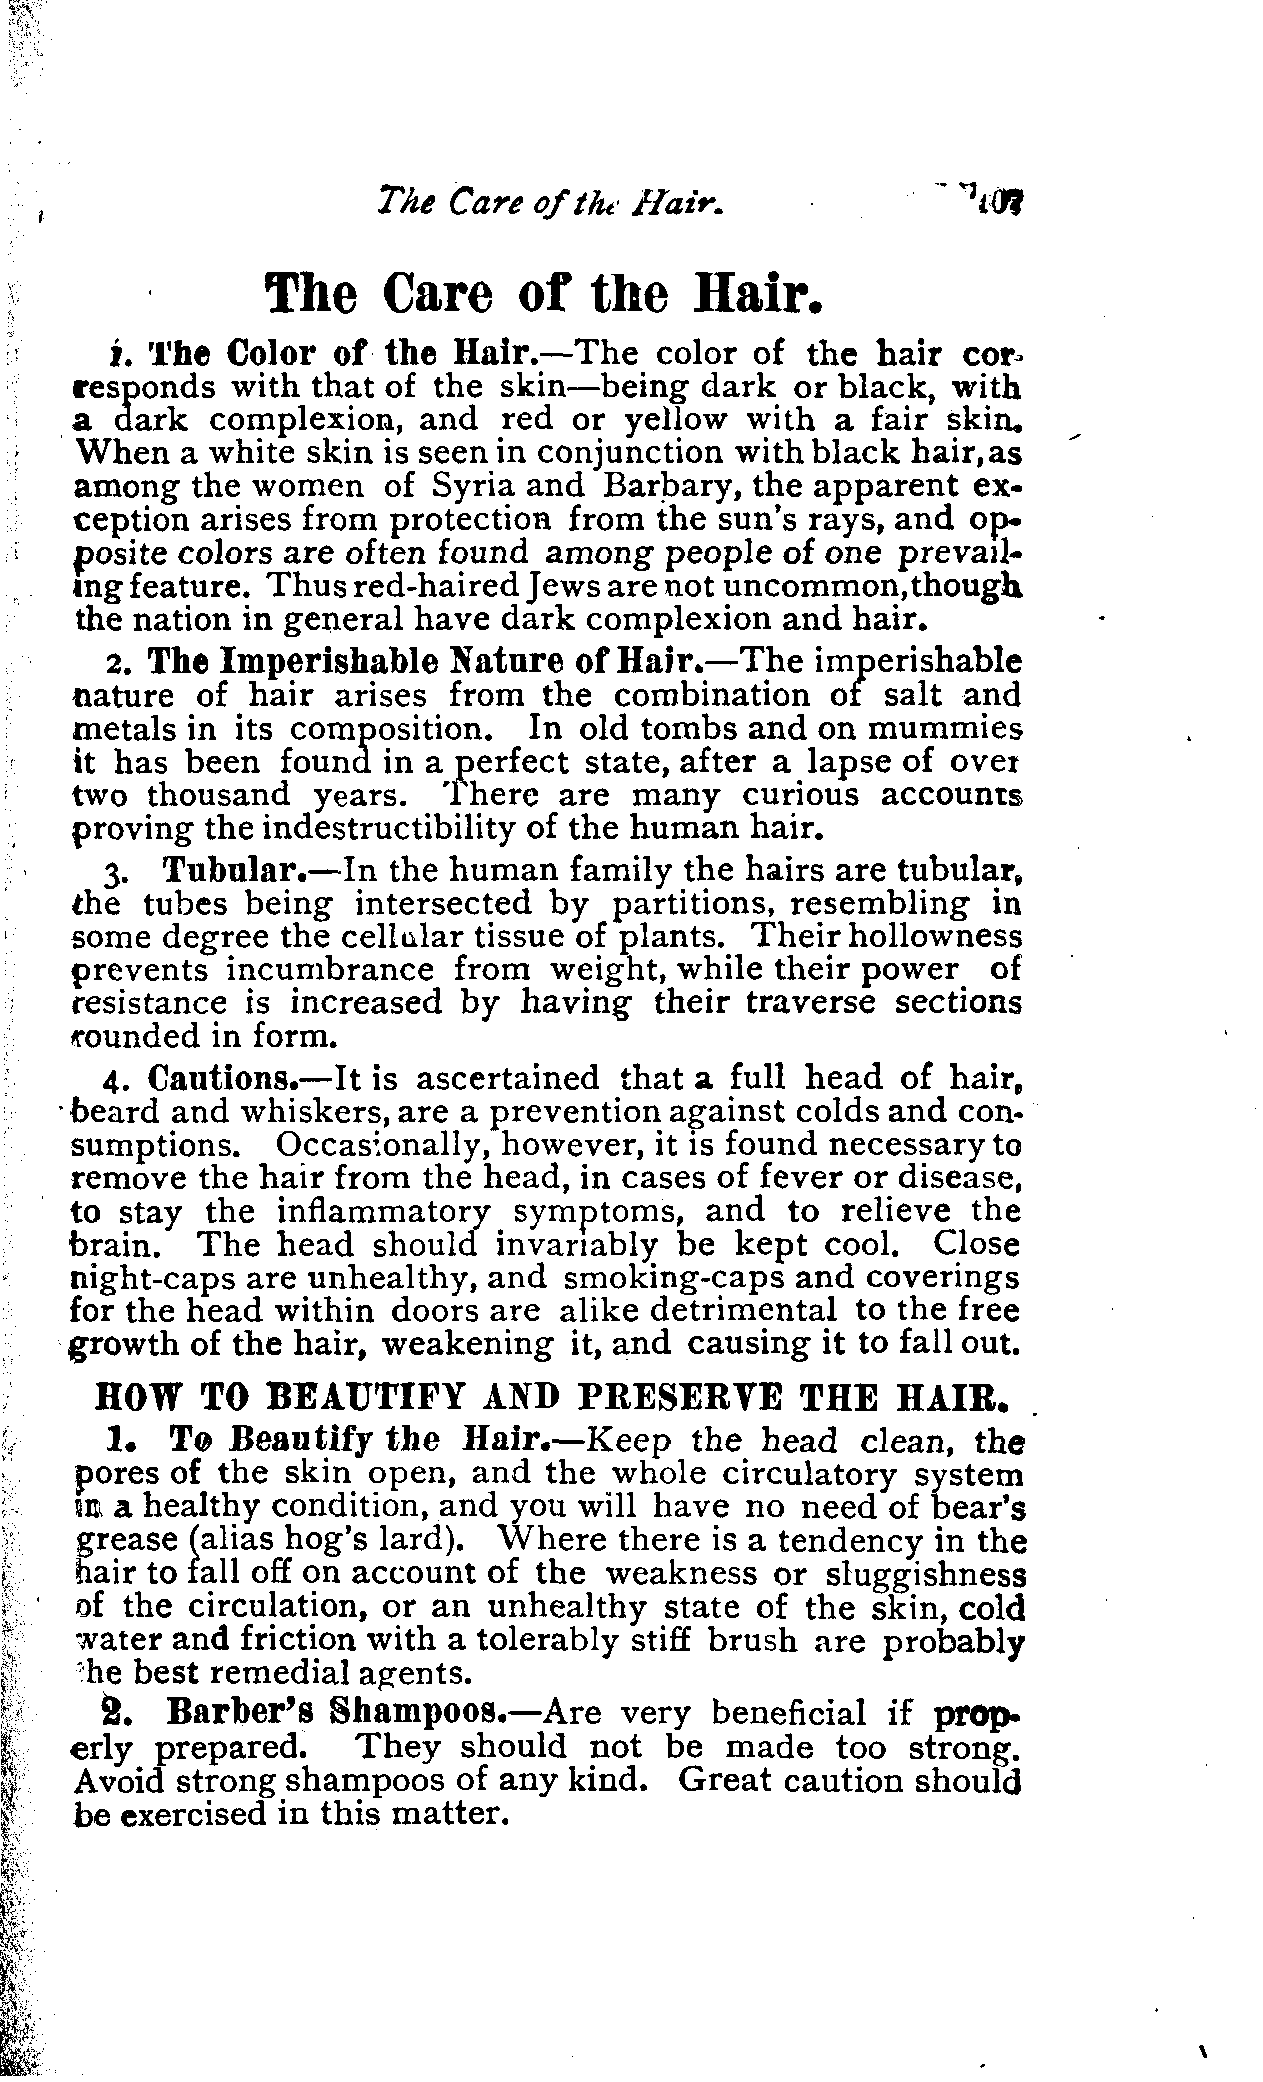 The Care of the Hair. 107
The Care of the Hair.
1. The Color of the Hair.—The color of the hair cor-
responds with that of the skin—being dark or black, with
a dark complexion, and red or yellow with a fair skin.
When a white skin is seen in conjunction with black hair, as
among the women of Syria and Barbary, the apparent ex-
ception arises from protection from the sun's rays, and op-
posite colors are often found among people of one prevail-
ing feature. Thus red-haired Jews are not uncommon, though
the nation in general have dark complexion and hair.
2. The Imperishable Nature of Hair.—The imperishable
nature of hair arises from the combination of salt and
metals in its composition. In old tombs and on mummies
it has been found in a perfect state, after a lapse of over
two thousand years. There are many curious accounts
proving the indestructibility of the human hair.
3. Tubular.—In the human family the hairs are tubular,
the tubes being intersected by partitions, resembling in
some degree the cellular tissue of plants. Their hollowness
prevents incumbrance from weight, while their power of
resistance is increased by having their traverse sections
rounded in form.
4. Cautions.—It is ascertained that a full head of hair,
beard and whiskers, are a prevention against colds and con-
sumptions. Occasionally, however, it is found necessary to
remove the hair from the head, in cases of fever or disease,
to stay the inflammatory symptoms, and to relieve the
brain. The head should invariably be kept cool. Close
night-caps are unhealthy, and smoking-caps and coverings
for the head within doors are alike detrimental to the free
growth of the hair, weakening it, and causing it to fall out.
HOW TO BEAUTIFY AND PRESERVE THE HAIR.
1. To Beautify the Hair.—Keep the head clean, the
pores of the skin open, and the whole circulatory system
in a healthy condition, and you will have no need of bear's
grease (alias hog's lard). Where there is a tendency in the
hair to fall off on account of the weakness or sluggishness
of the circulation, or an unhealthy state of the skin, cold
water and friction with a tolerably stiff brush are probably
the best remedial agents.
2. Barber's Shampoos.—Are very beneficial if prop-
erly prepared. They should not be made too strong.
Avoid strong shampoos of any kind. Great caution should
be exercised in this matter.